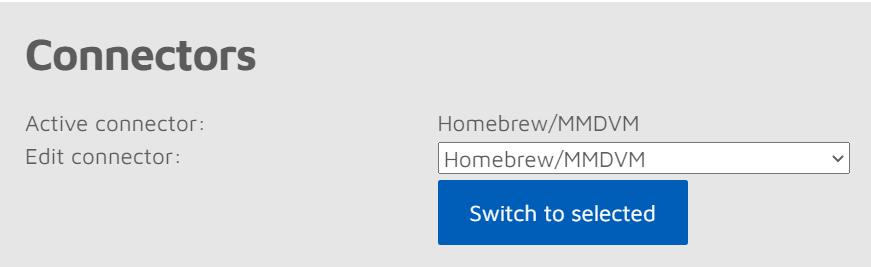 Connectors
Active connector: Homebrew/MMDVM
Edit connector: Homebrew/MMDVM
Switch to selected